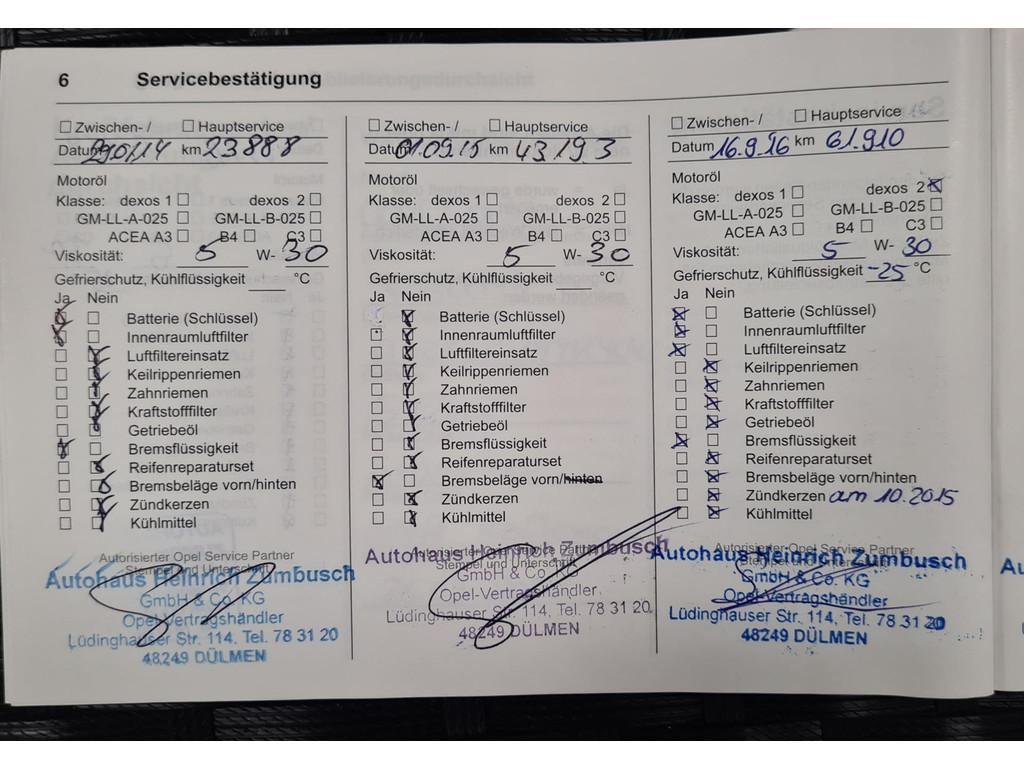 6 Servicebestätigung
☐ Zwischen- / ☐ Hauptservice
Datum km 23888
Motoröl
Klasse: dexos 1 ☐ dexos 2 ☐
GM-LL-A-025 ☐ GM-LL-B-025 ☐
ACEA A3 ☐ B4 ☐ C3 ☐
Viskosität: 5 W- 30
Gefrierschutz, Kühlflüssigkeit °C
Ja Nein
☒ ☐ Batterie (Schlüssel)
☒ ☐ Innenraumluftfilter
☐ ☒ Luftfiltereinsatz
☐ ☒ Keilrippenriemen
☐ ☒ Zahnriemen
☐ ☒ Kraftstofffilter
☐ ☒ Getriebeöl
☒ ☐ Bremsflüssigkeit
☐ ☒ Reifenreparaturset
☐ ☒ Bremsbeläge vorn/hinten
☐ ☒ Zündkerzen
☐ ☒ Kühlmittel
Autorisierter Opel Service Partner
Stempel und Unterschrift
Autohaus Heinrich Zumbusch
GmbH & Co. KG
Opel-Vertragshändler
Lüdinghauser Str. 114, Tel. 78 31 20
48249 DÜLMEN
☐ Zwischen- / ☐ Hauptservice
Datum 01.09.15 km 43193
Motoröl
Klasse: dexos 1 ☐ dexos 2 ☐
GM-LL-A-025 ☐ GM-LL-B-025 ☐
ACEA A3 ☐ B4 ☐ C3 ☐
Viskosität: 5 W- 30
Gefrierschutz, Kühlflüssigkeit °C
Ja Nein
☐ ☒ Batterie (Schlüssel)
☐ ☒ Innenraumluftfilter
☐ ☒ Luftfiltereinsatz
☐ ☒ Keilrippenriemen
☐ ☒ Zahnriemen
☐ ☒ Kraftstofffilter
☐ ☒ Getriebeöl
☐ ☒ Bremsflüssigkeit
☐ ☒ Reifenreparaturset
☒ ☐ Bremsbeläge vorn/hinten
☐ ☒ Zündkerzen
☐ ☒ Kühlmittel
Autorisierter Opel Service Partner
Stempel und Unterschrift
Autohaus Heinrich Zumbusch
GmbH & Co. KG
Opel-Vertragshändler
Lüdinghauser Str. 114, Tel. 78 31 20
48249 DÜLMEN
☐ Zwischen- / ☐ Hauptservice
Datum 16.9.16 km 61.910
Motoröl
Klasse: dexos 1 ☐ dexos 2 ☒
GM-LL-A-025 ☐ GM-LL-B-025 ☐
ACEA A3 ☐ B4 ☐ C3 ☐
Viskosität: 5 W- 30
Gefrierschutz, Kühlflüssigkeit -25 °C
Ja Nein
☒ ☐ Batterie (Schlüssel)
☒ ☐ Innenraumluftfilter
☒ ☐ Luftfiltereinsatz
☐ ☒ Keilrippenriemen
☐ ☒ Zahnriemen
☐ ☒ Kraftstofffilter
☐ ☒ Getriebeöl
☒ ☐ Bremsflüssigkeit
☐ ☒ Reifenreparaturset
☐ ☒ Bremsbeläge vorn/hinten
☐ ☒ Zündkerzen am 10.2015
☐ ☒ Kühlmittel
Autorisierter Opel Service Partner
Stempel und Unterschrift
Autohaus Heinrich Zumbusch
GmbH & Co. KG
Opel-Vertragshändler
Lüdinghauser Str. 114, Tel. 78 31 20
48249 DÜLMEN